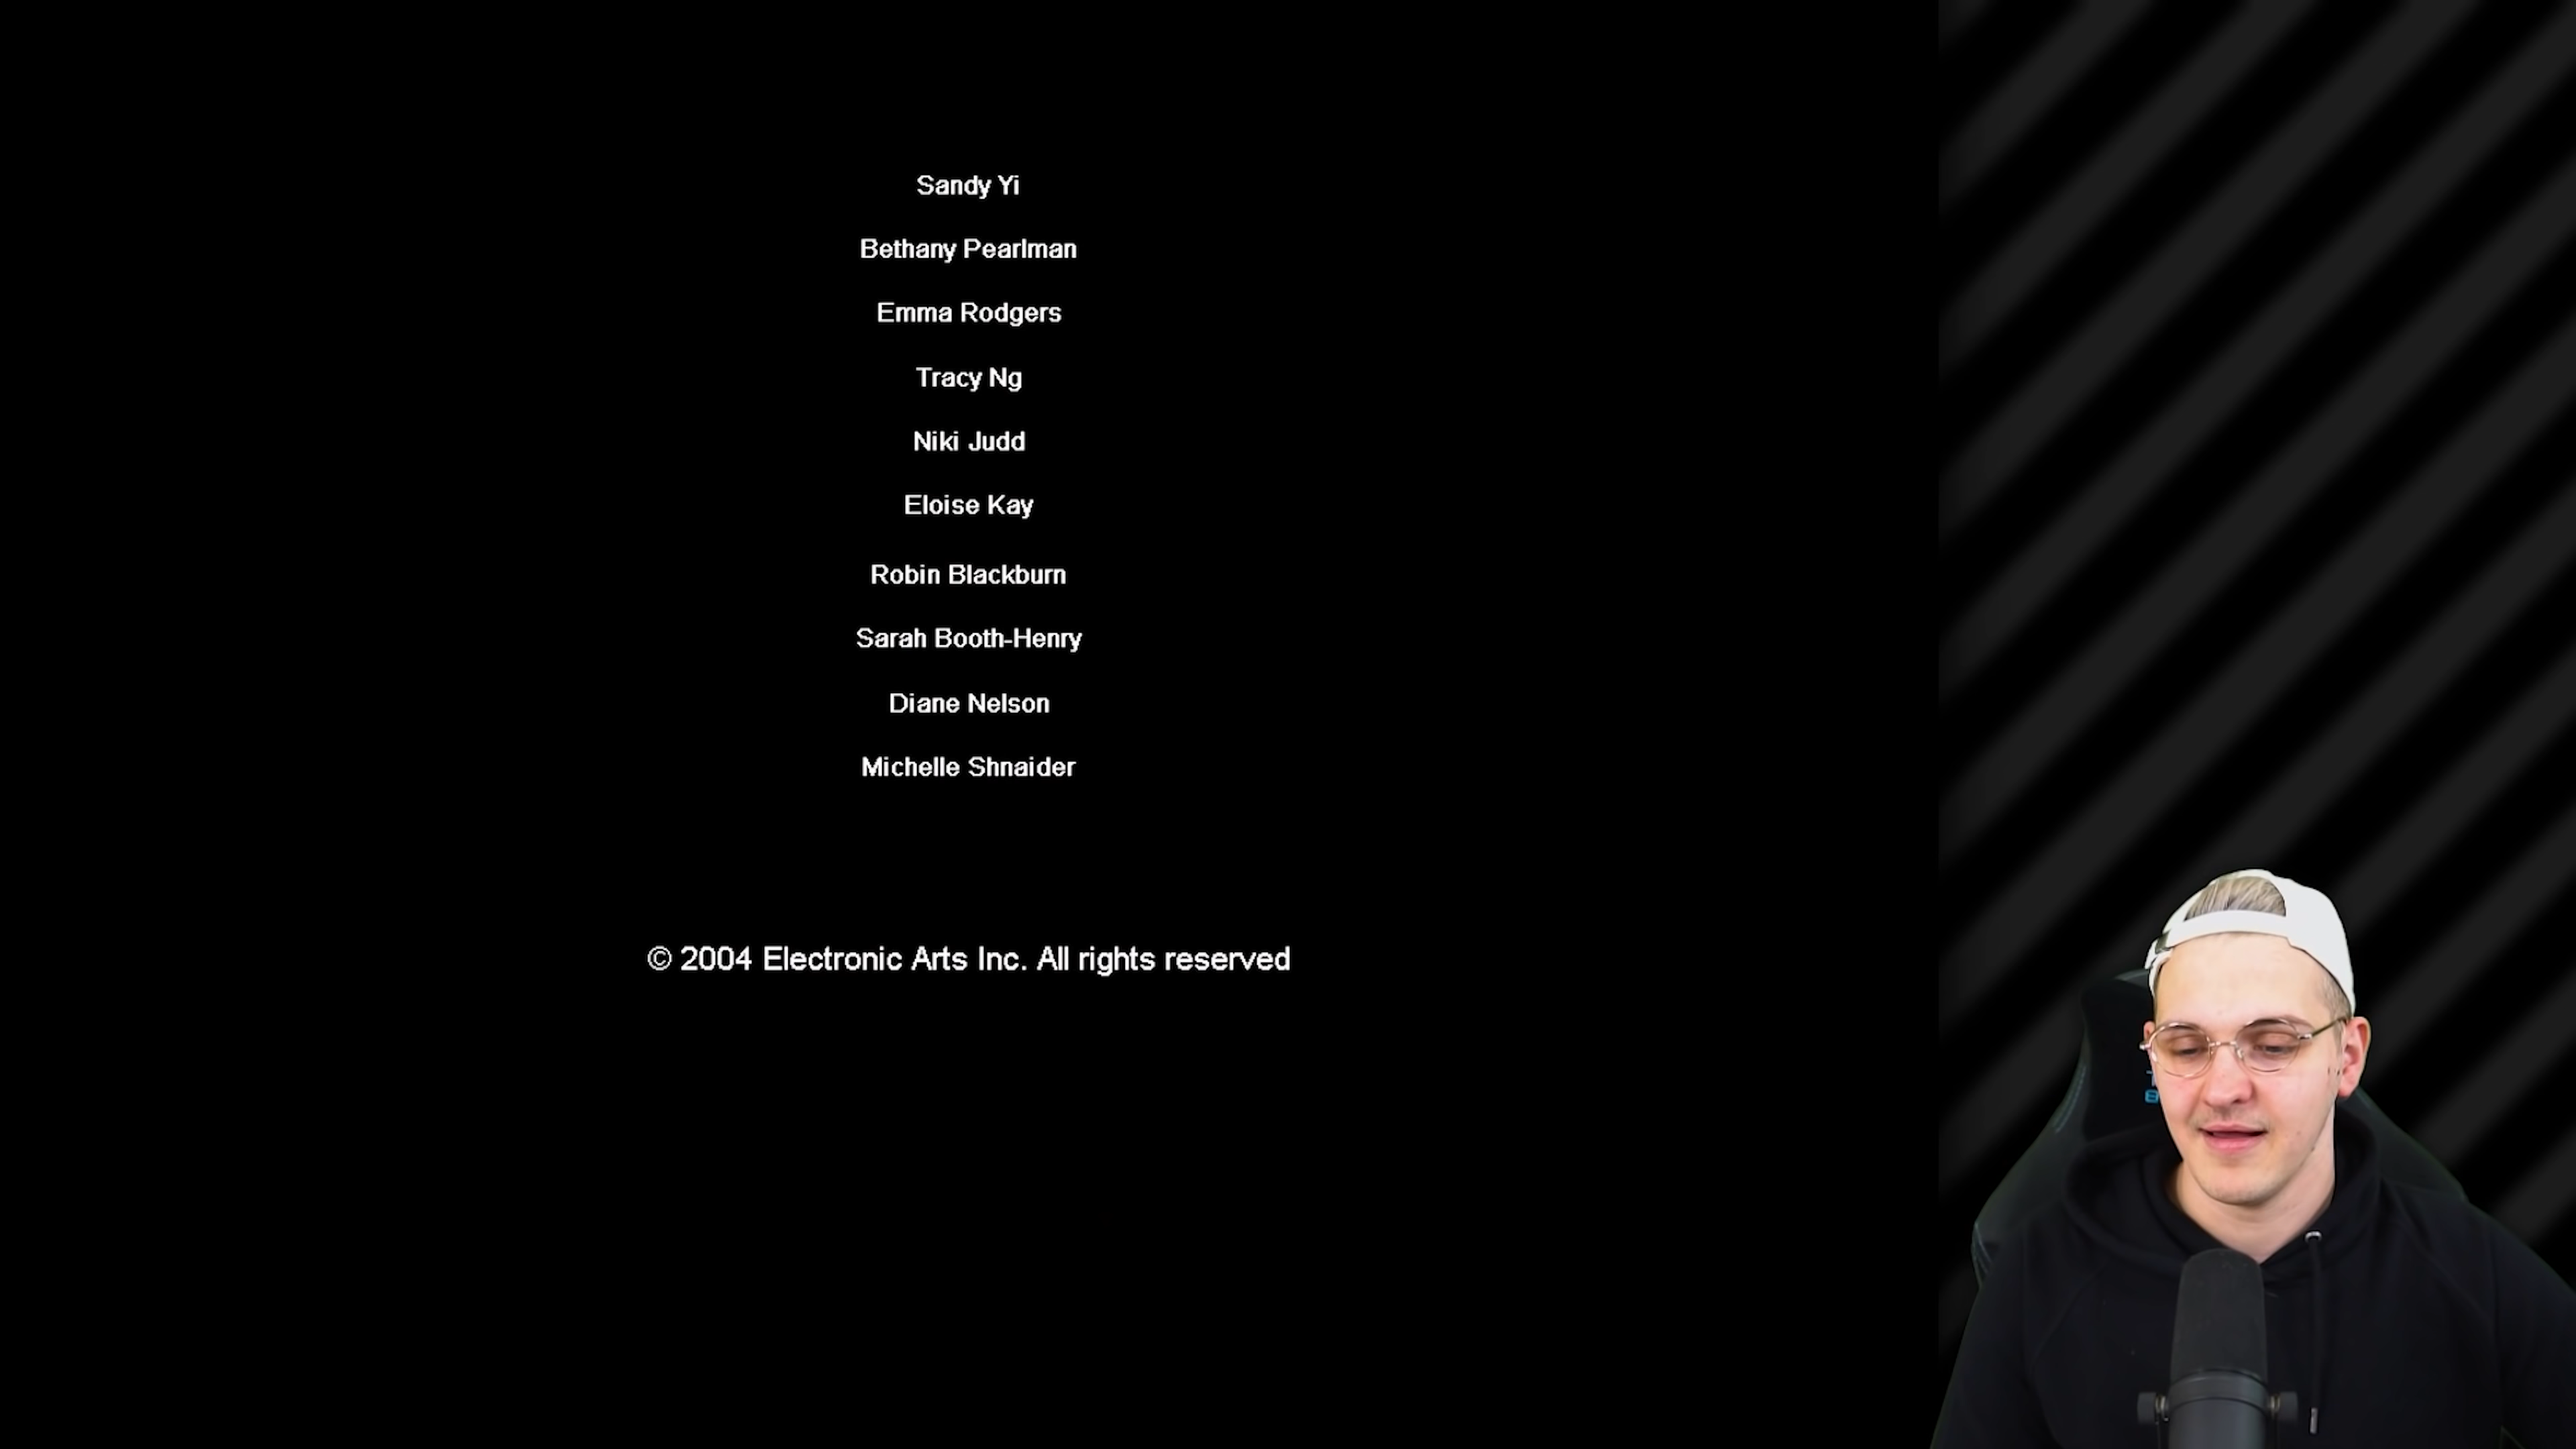 Sandy Yi
Bethany Pearlman
Emma Rodgers
Tracy Ng
Niki Judd
Eloise Kay
Robin Blackburn
Sarah Booth-Henry
Diane Nelson
Michelle Shnaider
© 2004 Electronic Arts Inc. All rights reserved